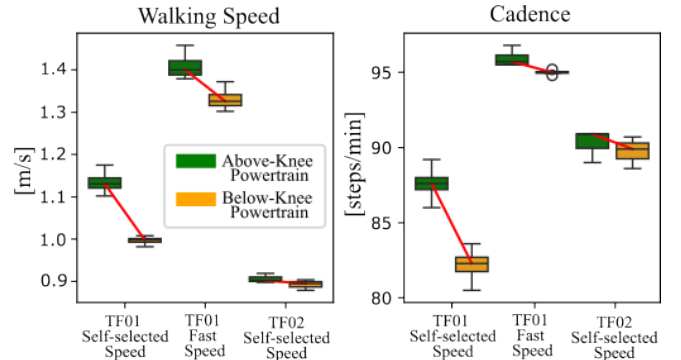 Walking Speed
[m/s]
1.4
1.3
1.2
1.1
1.0
0.9
Above-Knee
Powertrain
Below-Knee
Powertrain
TF01
Self-selected
Speed
TF01
Fast
Speed
TF02
Self-selected
Speed
Cadence
[steps/min]
95
90
85
80
TF01
Self-selected
Speed
TF01
Fast
Speed
TF02
Self-selected
Speed